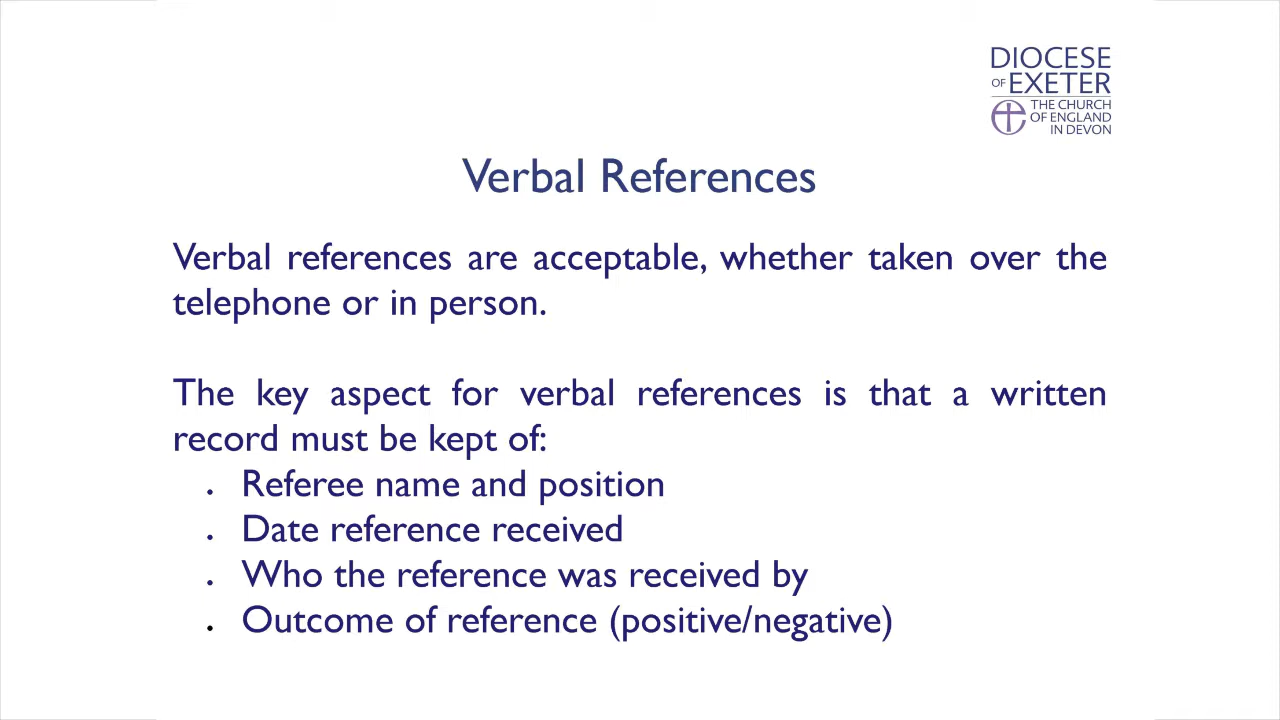 DIOCESE
OF EXETER
THE CHURCH
OF ENGLAND
IN DEVON
Verbal References
Verbal references are acceptable, whether taken over the
telephone or in person.
The key aspect for verbal references is that a written
record must be kept of:
• Referee name and position
• Date reference received
• Who the reference was received by
• Outcome of reference (positive/negative)